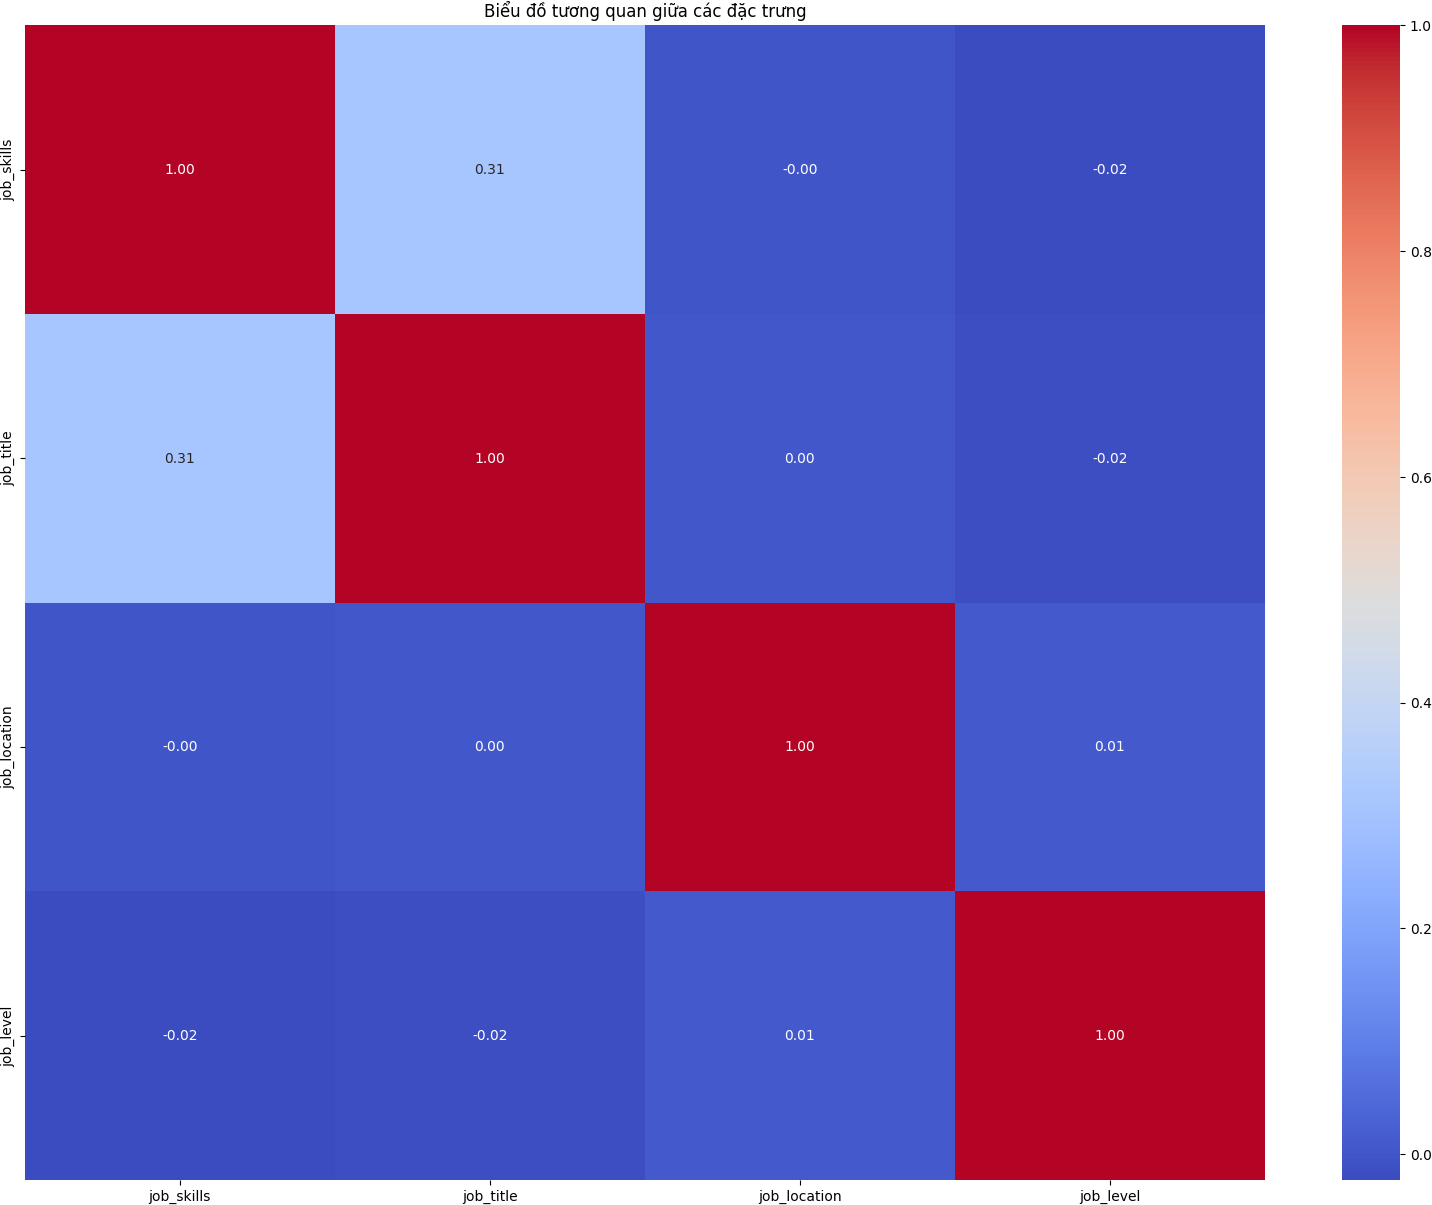 Biểu đồ tương quan giữa các đặc trưng
job_skills
1.00
0.31
-0.00
-0.02
job_title
0.31
1.00
0.00
-0.02
job_location
-0.00
0.00
1.00
0.01
job_level
-0.02
-0.02
0.01
1.00
job_skills
job_title
job_location
job_level
1.0
0.8
0.6
0.4
0.2
0.0